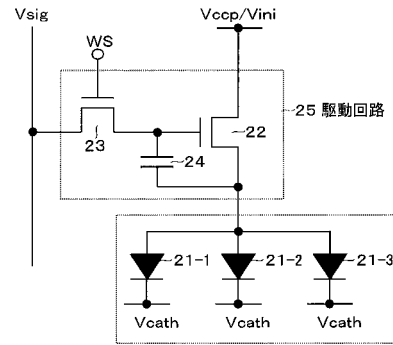 Vsig
Vccp/Vini
WS
25 駆動回路
22
23
24
21-1
21-2
21-3
Vcath
Vcath
Vcath